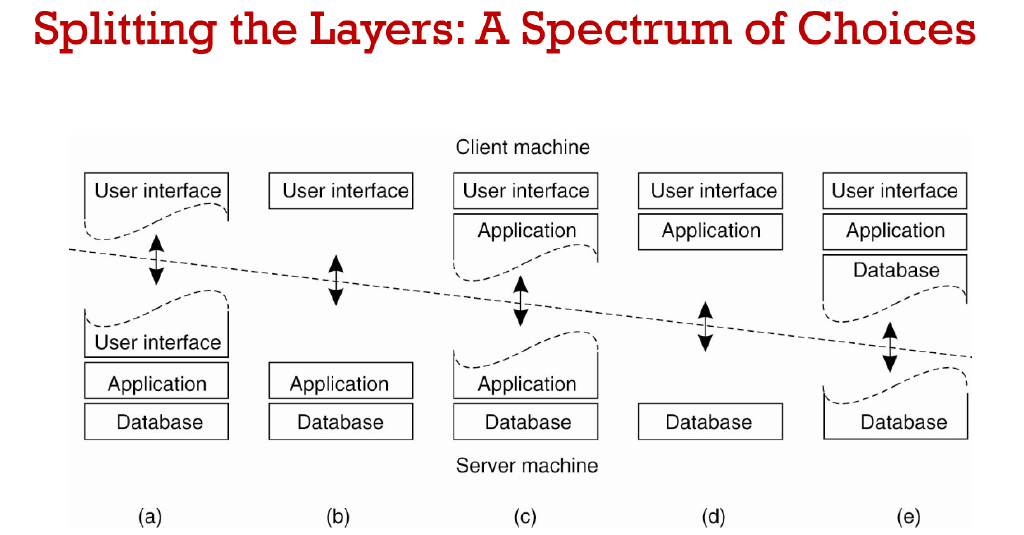 Splitting the Layers: A Spectrum of Choices
Client machine
User interface
User interface
User interface
User interface
User interface
Application
Application
Application
Database
User interface
Application
Application
Application
Database
Database
Database
Database
Database
Server machine
(a)
(b)
(c)
(d)
(e)